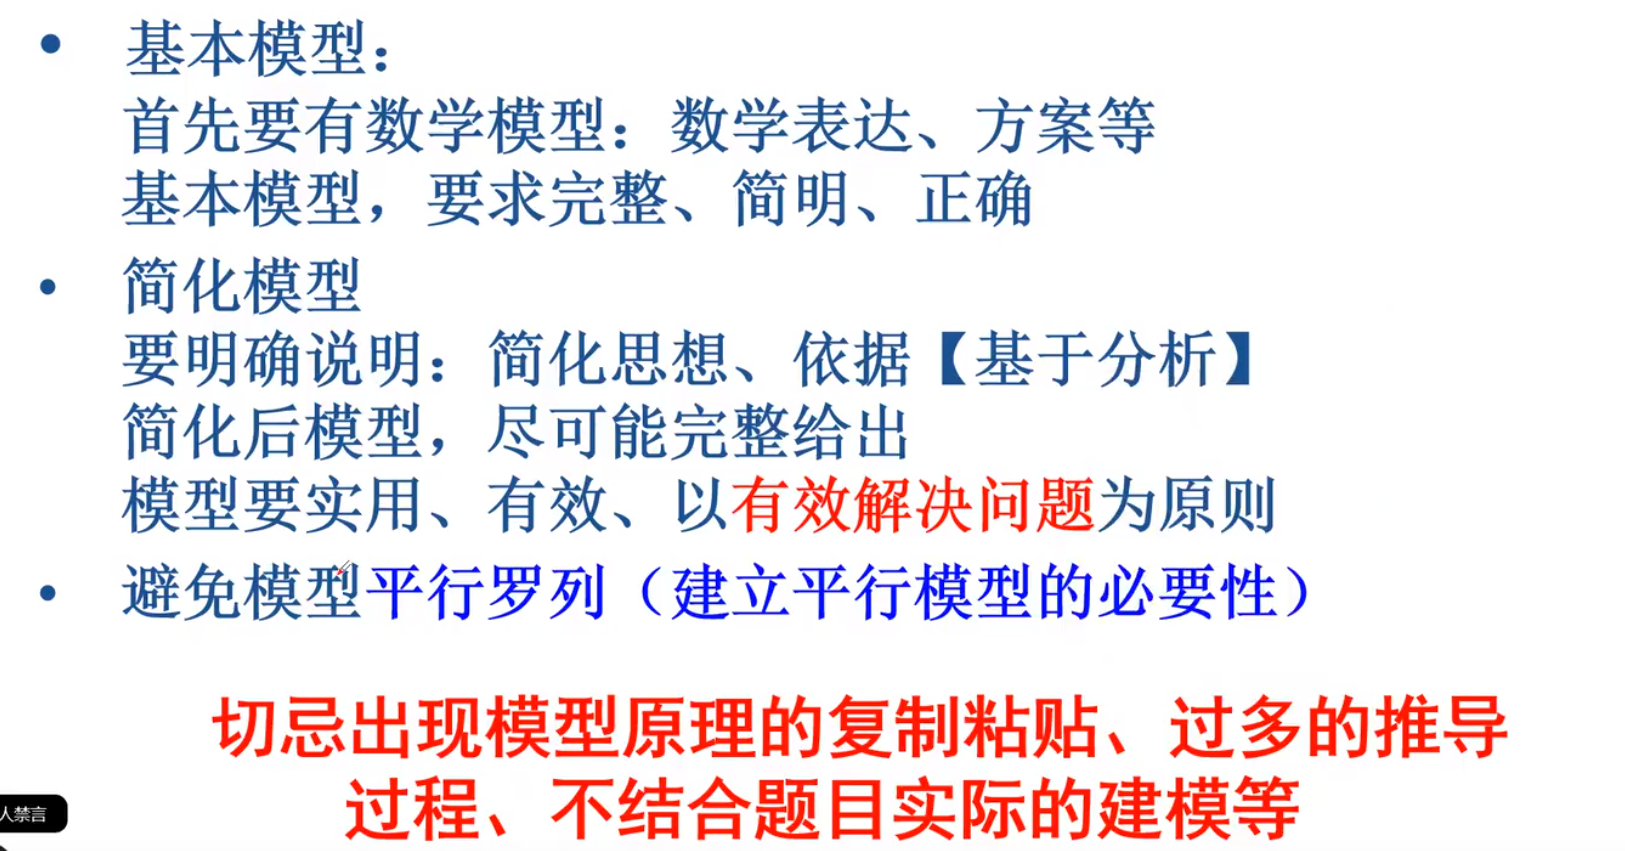 • 基本模型：
首先要有数学模型：数学表达、方案等
基本模型，要求完整、简明、正确
• 简化模型
要明确说明：简化思想、依据【基于分析】
简化后模型，尽可能完整给出
模型要实用、有效、以有效解决问题为原则
• 避免模型平行罗列（建立平行模型的必要性）
切忌出现模型原理的复制粘贴、过多的推导
过程、不结合题目实际的建模等
人禁言